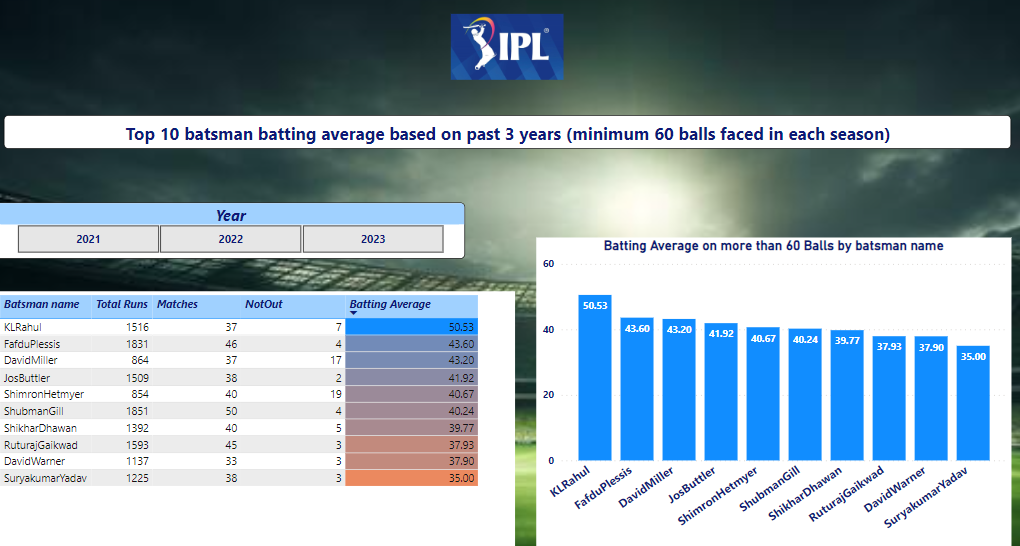 IPL
Top 10 batsman batting average based on past 3 years (minimum 60 balls faced in each season)
Year
2021 2022 2023
Batsman name Total Runs Matches NotOut Batting Average
KLRahul 1516 37 7 50.53
FafduPlessis 1831 46 4 43.60
DavidMiller 864 37 17 43.20
JosButtler 1509 38 2 41.92
ShimronHetmyer 854 40 19 40.67
ShubmanGill 1851 50 4 40.24
ShikharDhawan 1392 40 5 39.77
RuturajGaikwad 1593 45 3 37.93
DavidWarner 1137 33 3 37.90
SuryakumarYadav 1225 38 3 35.00
Batting Average on more than 60 Balls by batsman name
60
40
20
0
50.53 43.60 43.20 41.92 40.67 40.24 39.77 37.93 37.90 35.00
KLRahul FafduPlessis DavidMiller JosButtler ShimronHetmyer ShubmanGill ShikharDhawan RuturajGaikwad DavidWarner SuryakumarYadav